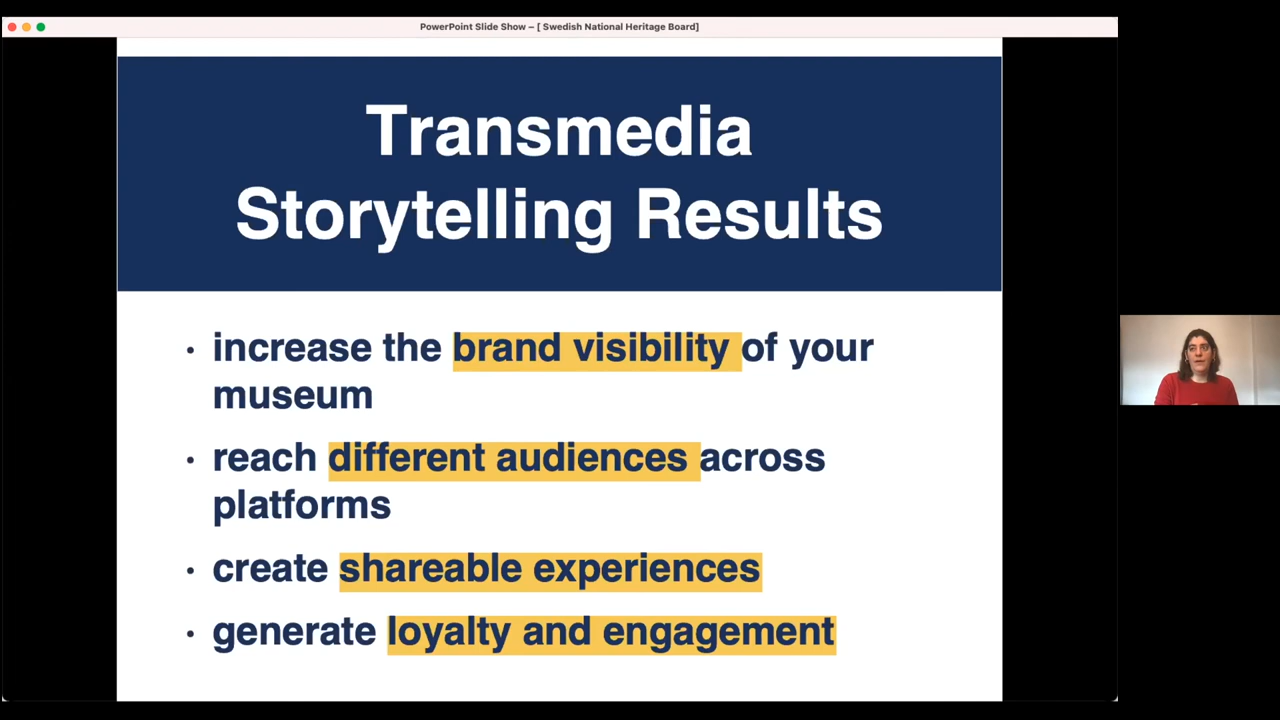 PowerPoint Slide Show – [ Swedish National Heritage Board]
Transmedia
Storytelling Results
• increase the brand visibility of your
museum
• reach different audiences across
platforms
• create shareable experiences
• generate loyalty and engagement